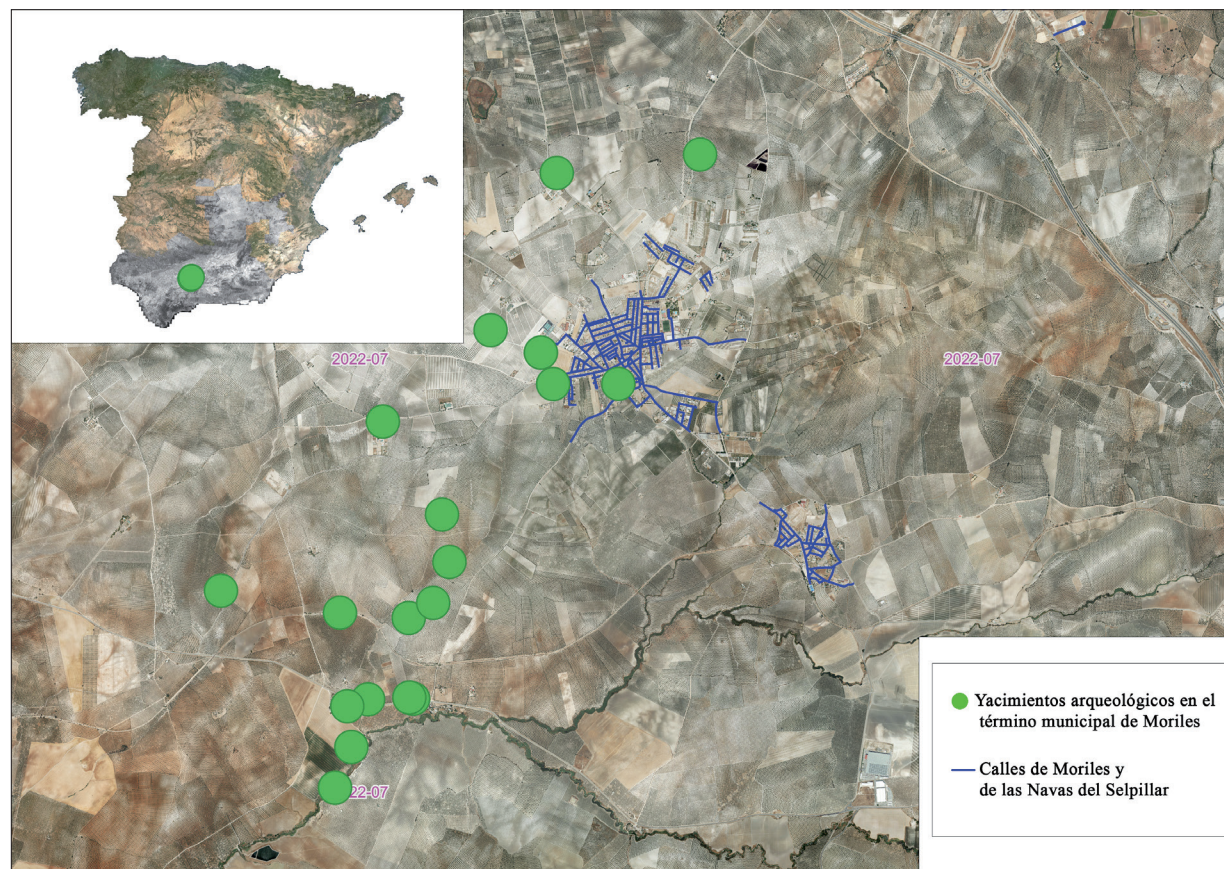 2022-07
2022-07
22-07
Yacimientos arqueológicos en el
término municipal de Moriles
Calles de Moriles y
de las Navas del Selpillar